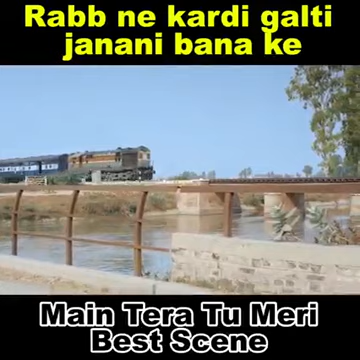 Rabb ne kardi galti
janani bana ke
Main Tera Tu Meri
Best Scene